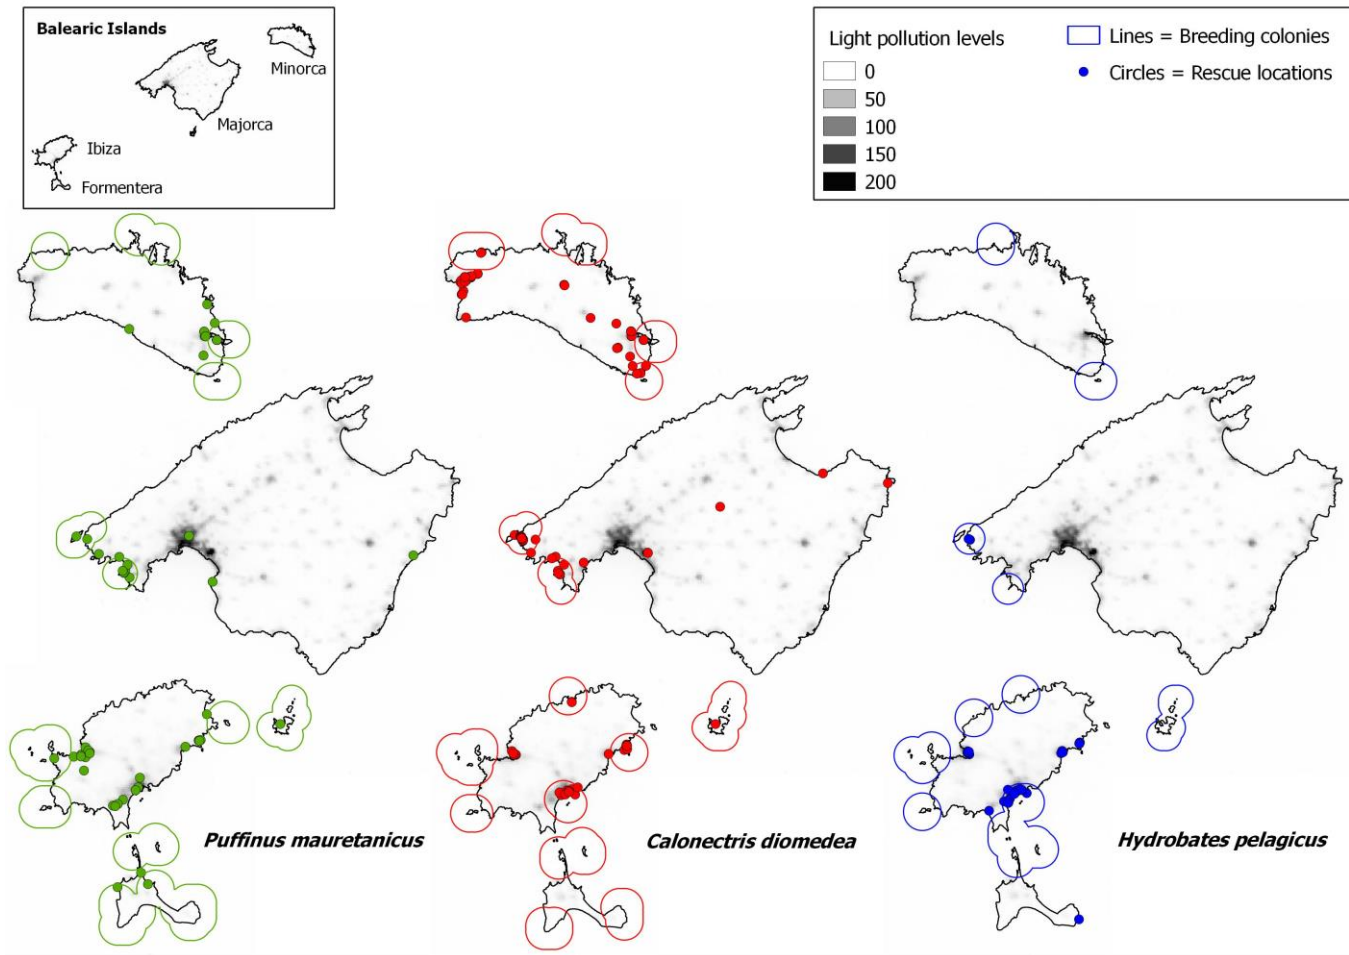 Balearic Islands
Minorca
Majorca
Ibiza
Formentera
Light pollution levels
0
50
100
150
200
Lines = Breeding colonies
Circles = Rescue locations
Puffinus mauretanicus
Calonectris diomedea
Hydrobates pelagicus